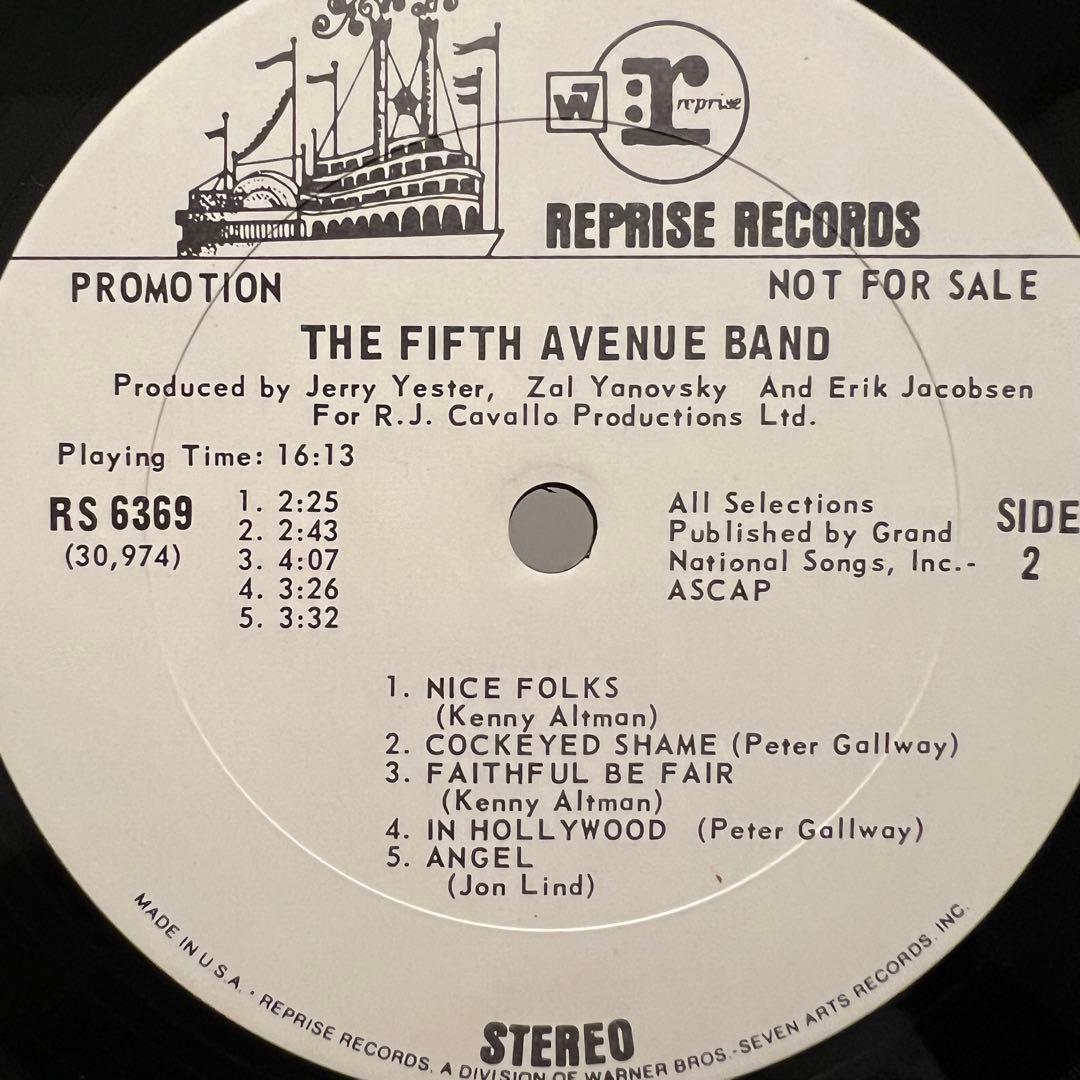 W7
r
reprise
REPRISE RECORDS
PROMOTION NOT FOR SALE
THE FIFTH AVENUE BAND
Produced by Jerry Yester, Zal Yanovsky And Erik Jacobsen
For R.J. Cavallo Productions Ltd.
Playing Time: 16:13
RS 6369
(30,974)
1. 2:25
2. 2:43
3. 4:07
4. 3:26
5. 3:32
All Selections
Published by Grand
National Songs, Inc.-
ASCAP
SIDE
2
1. NICE FOLKS
(Kenny Altman)
2. COCKEYED SHAME (Peter Gallway)
3. FAITHFUL BE FAIR
(Kenny Altman)
4. IN HOLLYWOOD (Peter Gallway)
5. ANGEL
(Jon Lind)
STEREO
MADE IN U.S.A. • REPRISE RECORDS, A DIVISION OF WARNER BROS.-SEVEN ARTS RECORDS, INC.